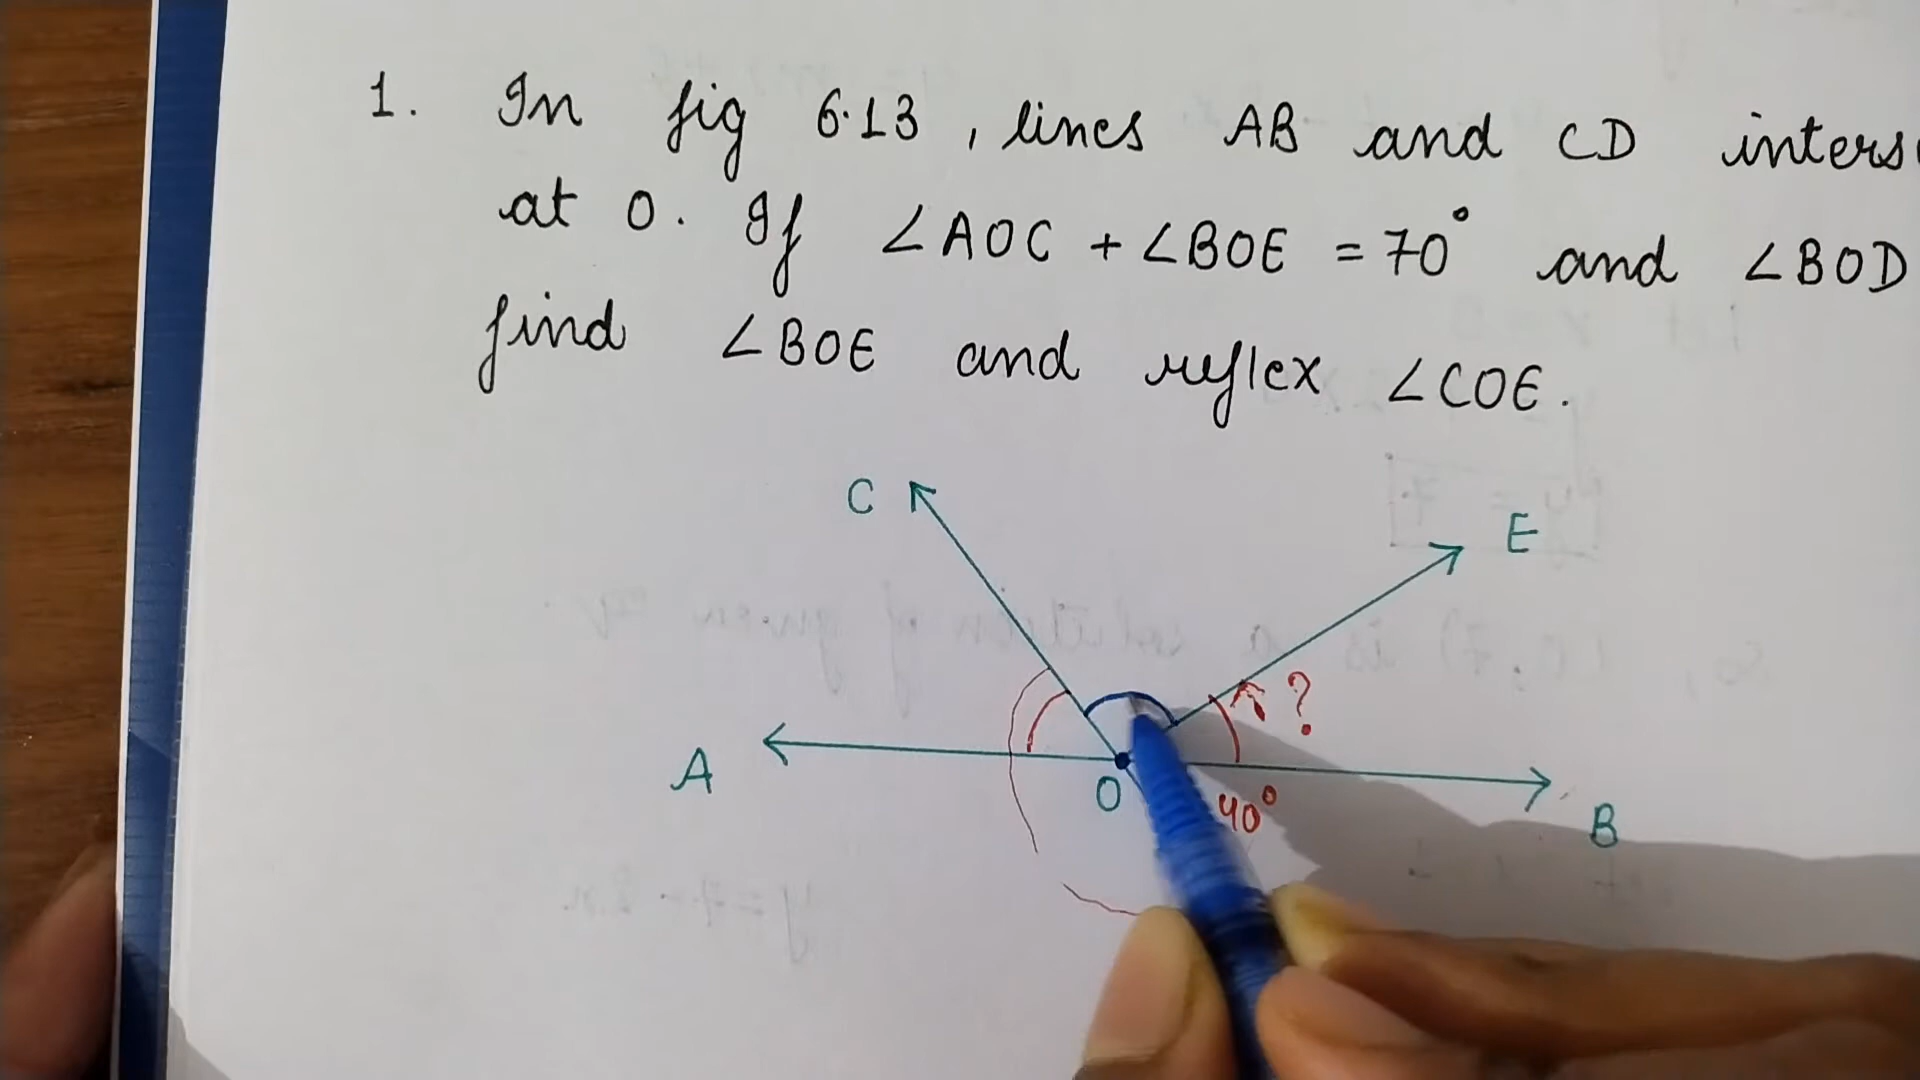 1. In fig 6.13, lines AB and CD inters
at O. If ∠AOC + ∠BOE = 70° and ∠BOD
find ∠BOE and reflex ∠COE.
C
E
?
A
O
40°
B